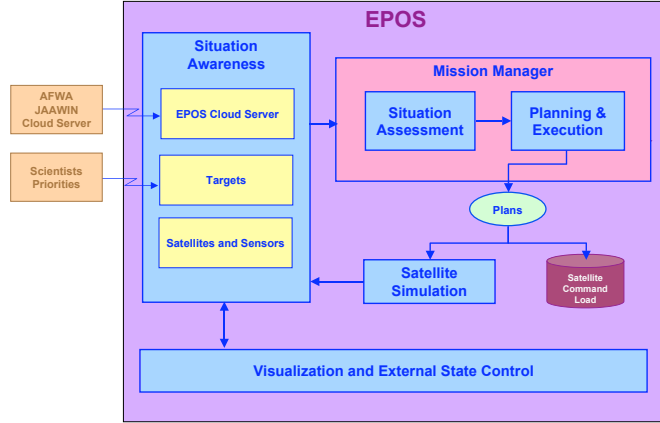 EPOS
Situation
Awareness
AFWA
JAAWIN
Cloud Server
EPOS Cloud Server
Scientists
Priorities
Targets
Satellites and Sensors
Mission Manager
Situation
Assessment
Planning &
Execution
Plans
Satellite
Simulation
Satellite
Command
Load
Visualization and External State Control